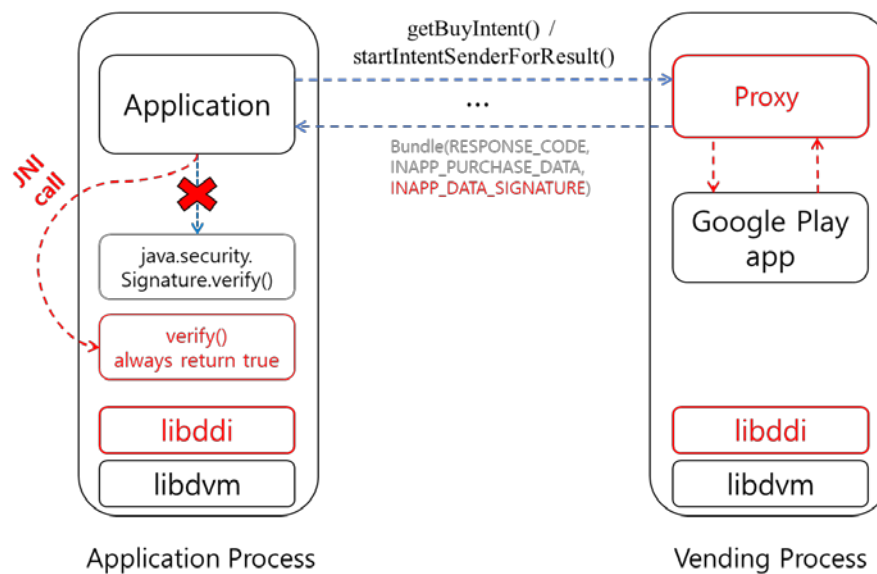 getBuyIntent() /
startIntentSenderForResult()
Application
...
Proxy
Bundle(RESPONSE_CODE,
INAPP_PURCHASE_DATA,
INAPP_DATA_SIGNATURE)
JNI
call
Google Play
app
java.security.
Signature.verify()
verify()
always return true
libddi
libddi
libdvm
libdvm
Application Process
Vending Process